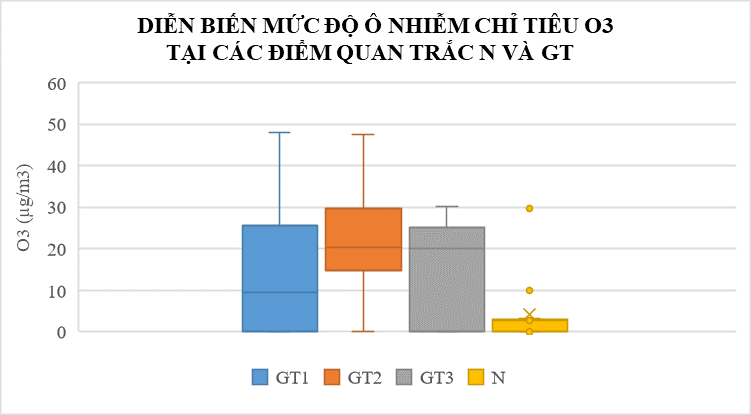 DIỄN BIẾN MỨC ĐỘ Ô NHIỄM CHỈ TIÊU O3
TẠI CÁC ĐIỂM QUAN TRẮC N VÀ GT
60
50
40
30
20
10
0
O3 (µg/m3)
GT1 GT2 GT3 N